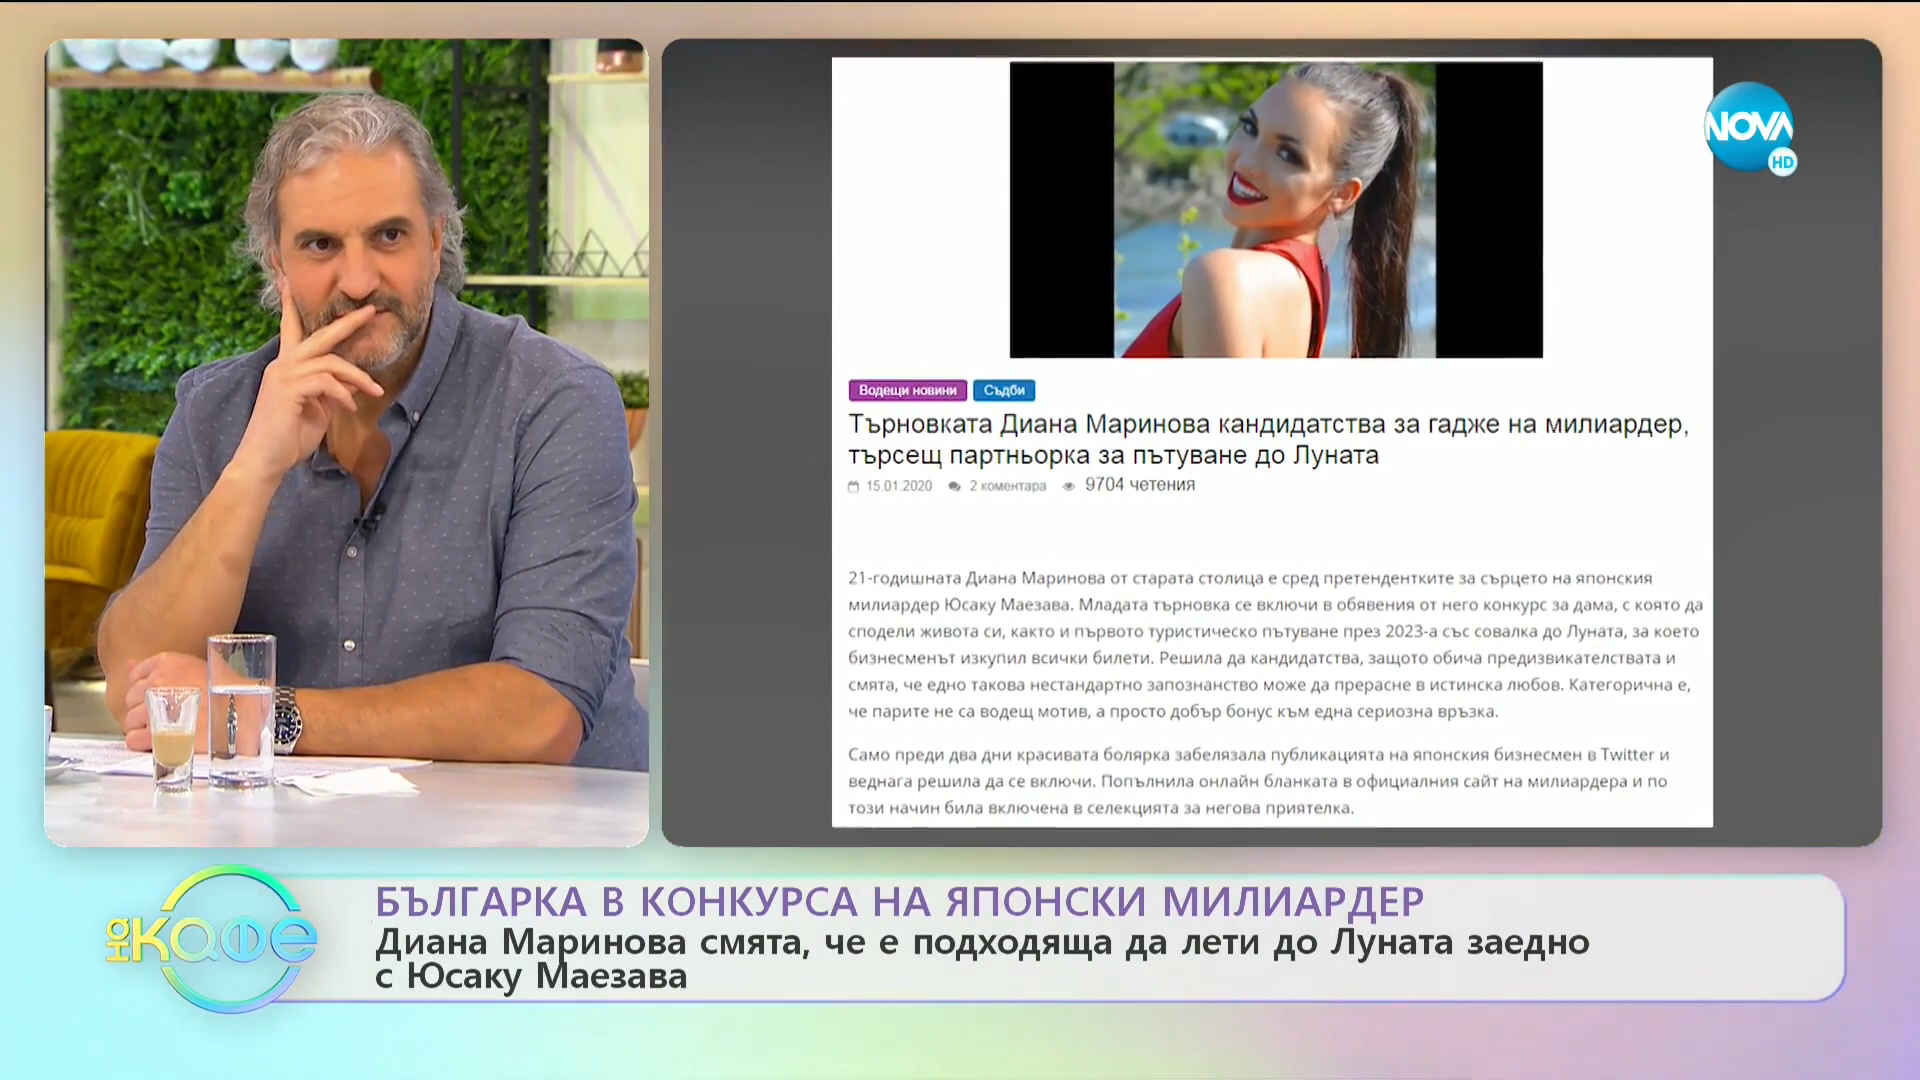 NOVA
HD
Водещи новини Съдби
Търновката Диана Маринова кандидатства за гадже на милиардер,
търсещ партньорка за пътуване до Луната
15.01.2020 2 коментара 9704 четения
21-годишната Диана Маринова от старата столица е сред претендентките за сърцето на японския
милиардер Юсаку Маезава. Младата търновка се включи в обявения от него конкурс за дама, с която да
сподели живота си, както и първото туристическо пътуване през 2023-а със совалка до Луната, за което
бизнесменът изкупил всички билети. Решила да кандидатства, защото обича предизвикателствата и
смята, че едно такова нестандартно запознанство може да прерасне в истинска любов. Категорична е,
че парите не са водещ мотив, а просто добър бонус към една сериозна връзка.
Само преди два дни красивата болярка забелязала публикацията на японския бизнесмен в Twitter и
веднага решила да се включи. Попълнила онлайн бланката в официалния сайт на милиардера и по
този начин била включена в селекцията за негова приятелка.
на КАФЕ
БЪЛГАРКА В КОНКУРСА НА ЯПОНСКИ МИЛИАРДЕР
Диана Маринова смята, че е подходяща да лети до Луната заедно
с Юсаку Маезава